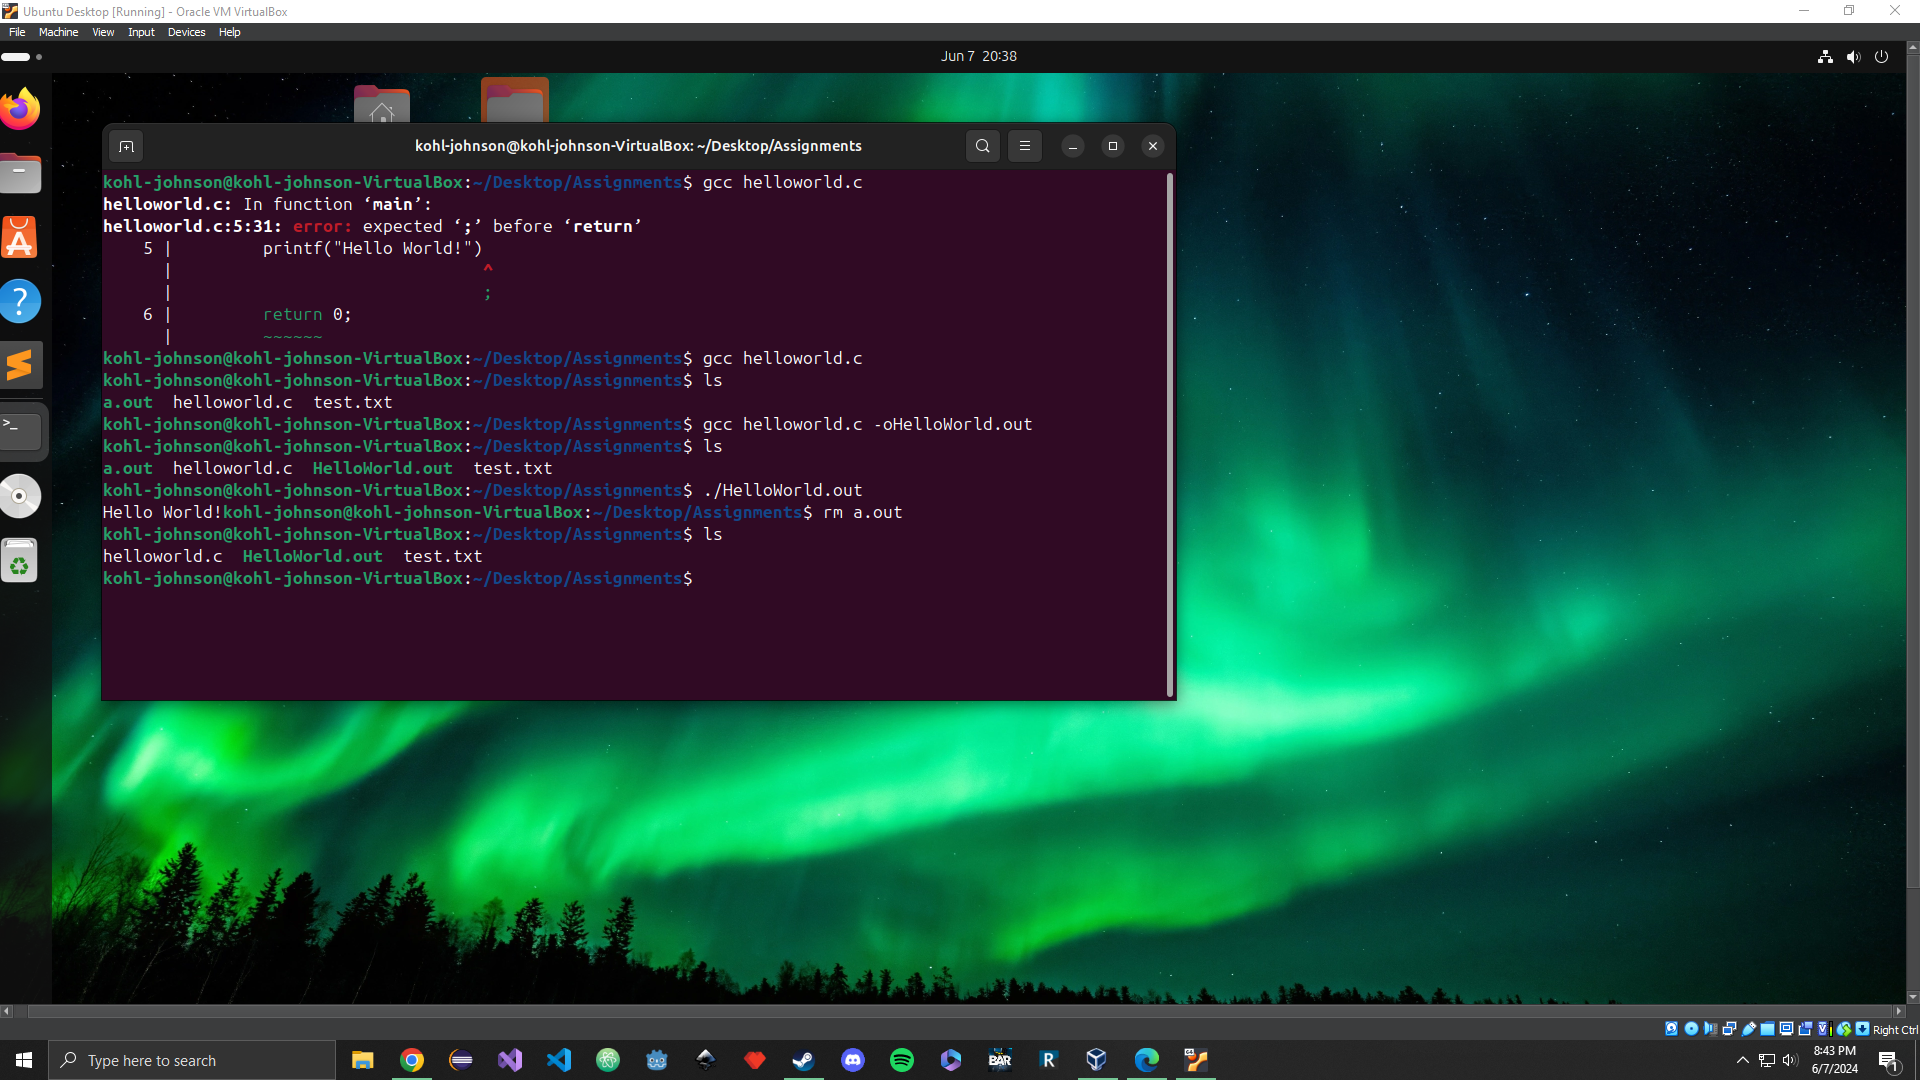 Ubuntu Desktop [Running] - Oracle VM VirtualBox
File Machine View Input Devices Help
Jun 7 20:38
kohl-johnson@kohl-johnson-VirtualBox: ~/Desktop/Assignments
kohl-johnson@kohl-johnson-VirtualBox:~/Desktop/Assignments$ gcc helloworld.c
helloworld.c: In function ‘main’:
helloworld.c:5:31: error: expected ‘;’ before ‘return’
5 | printf("Hello World!")
| ^
| ;
6 | return 0;
| ~~~~~~
kohl-johnson@kohl-johnson-VirtualBox:~/Desktop/Assignments$ gcc helloworld.c
kohl-johnson@kohl-johnson-VirtualBox:~/Desktop/Assignments$ ls
a.out helloworld.c test.txt
kohl-johnson@kohl-johnson-VirtualBox:~/Desktop/Assignments$ gcc helloworld.c -oHelloWorld.out
kohl-johnson@kohl-johnson-VirtualBox:~/Desktop/Assignments$ ls
a.out helloworld.c HelloWorld.out test.txt
kohl-johnson@kohl-johnson-VirtualBox:~/Desktop/Assignments$ ./HelloWorld.out
Hello World!kohl-johnson@kohl-johnson-VirtualBox:~/Desktop/Assignments$ rm a.out
kohl-johnson@kohl-johnson-VirtualBox:~/Desktop/Assignments$ ls
helloworld.c HelloWorld.out test.txt
kohl-johnson@kohl-johnson-VirtualBox:~/Desktop/Assignments$
Right Ctrl
Type here to search
BAR
R
8:43 PM
6/7/2024
1